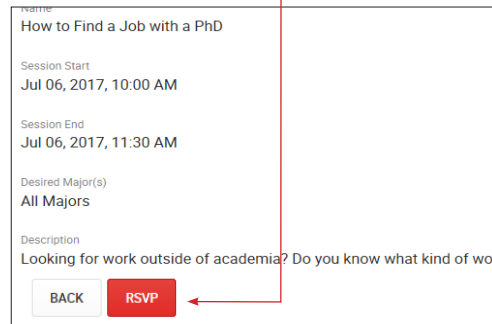 Name
How to Find a Job with a PhD
Session Start
Jul 06, 2017, 10:00 AM
Session End
Jul 06, 2017, 11:30 AM
Desired Major(s)
All Majors
Description
Looking for work outside of academia? Do you know what kind of wo
BACK RSVP